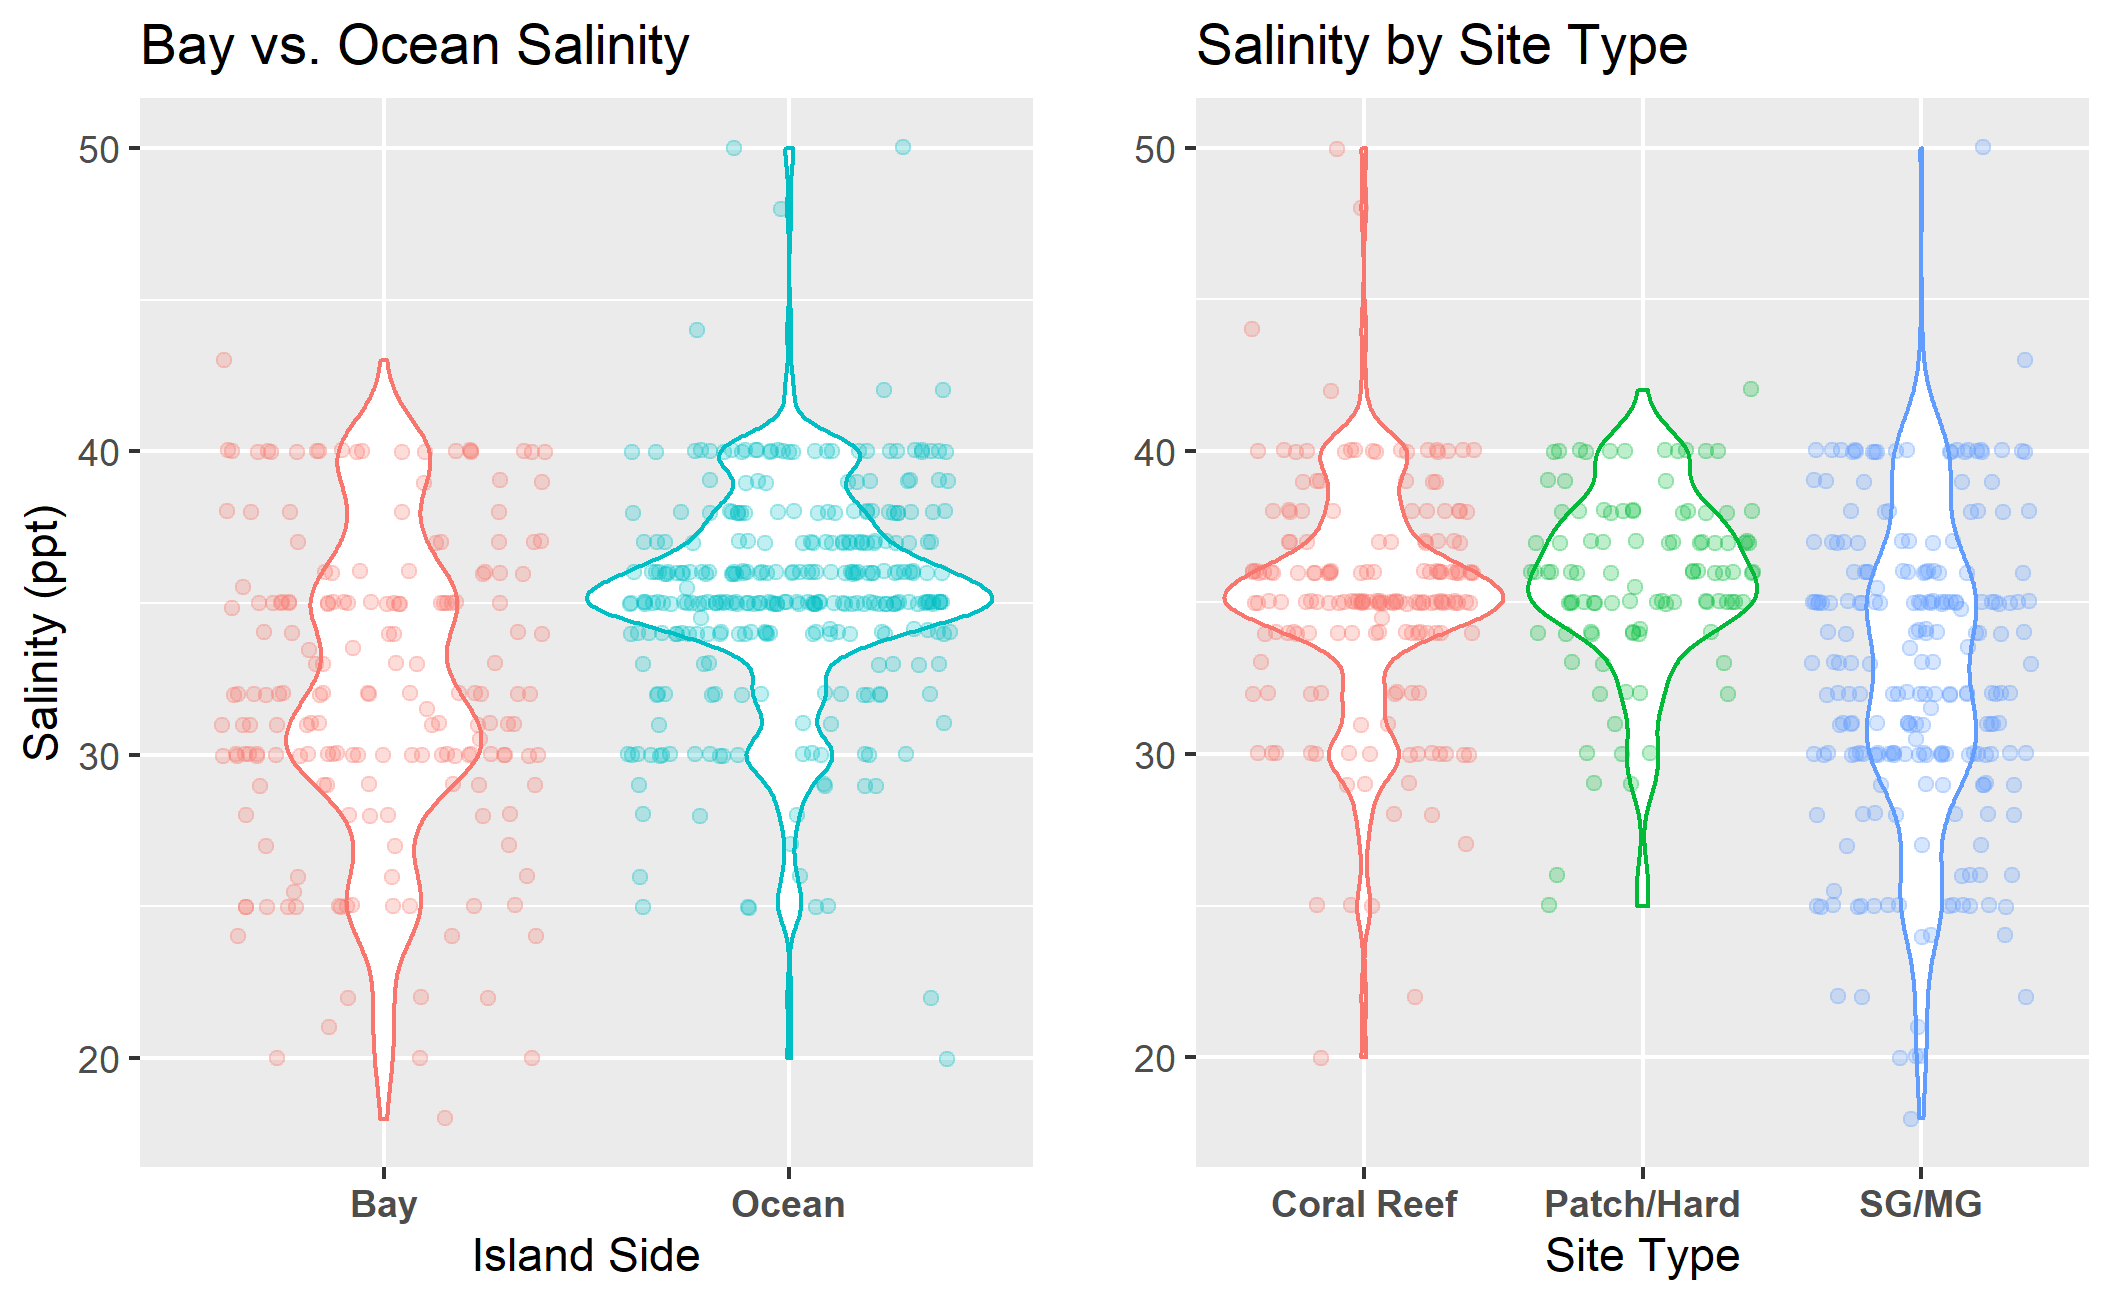 Bay vs. Ocean Salinity
Salinity (ppt)
50
40
30
20
Bay Ocean
Island Side
Salinity by Site Type
50
40
30
20
Coral Reef Patch/Hard SG/MG
Site Type